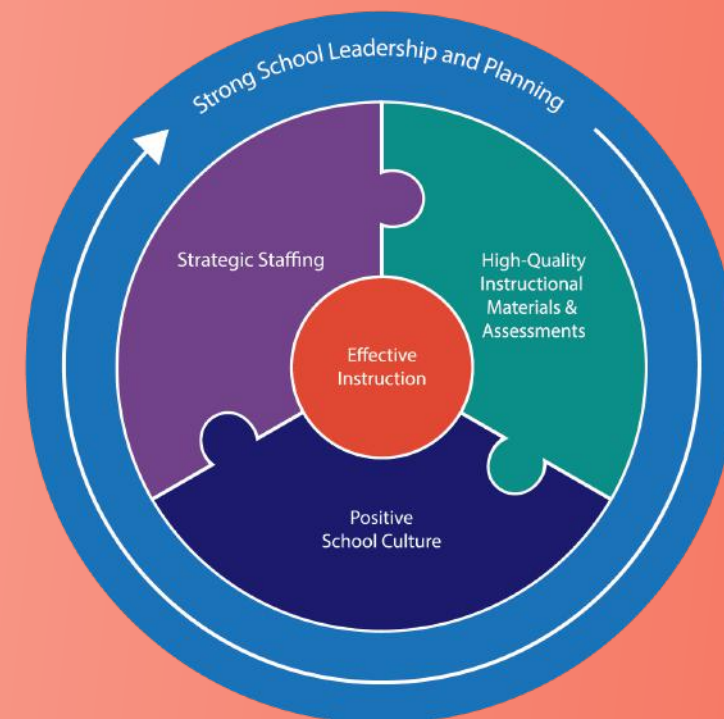 Strong School Leadership and Planning
Strategic Staffing
High-Quality
Instructional
Materials &
Assessments
Effective
Instruction
Positive
School Culture